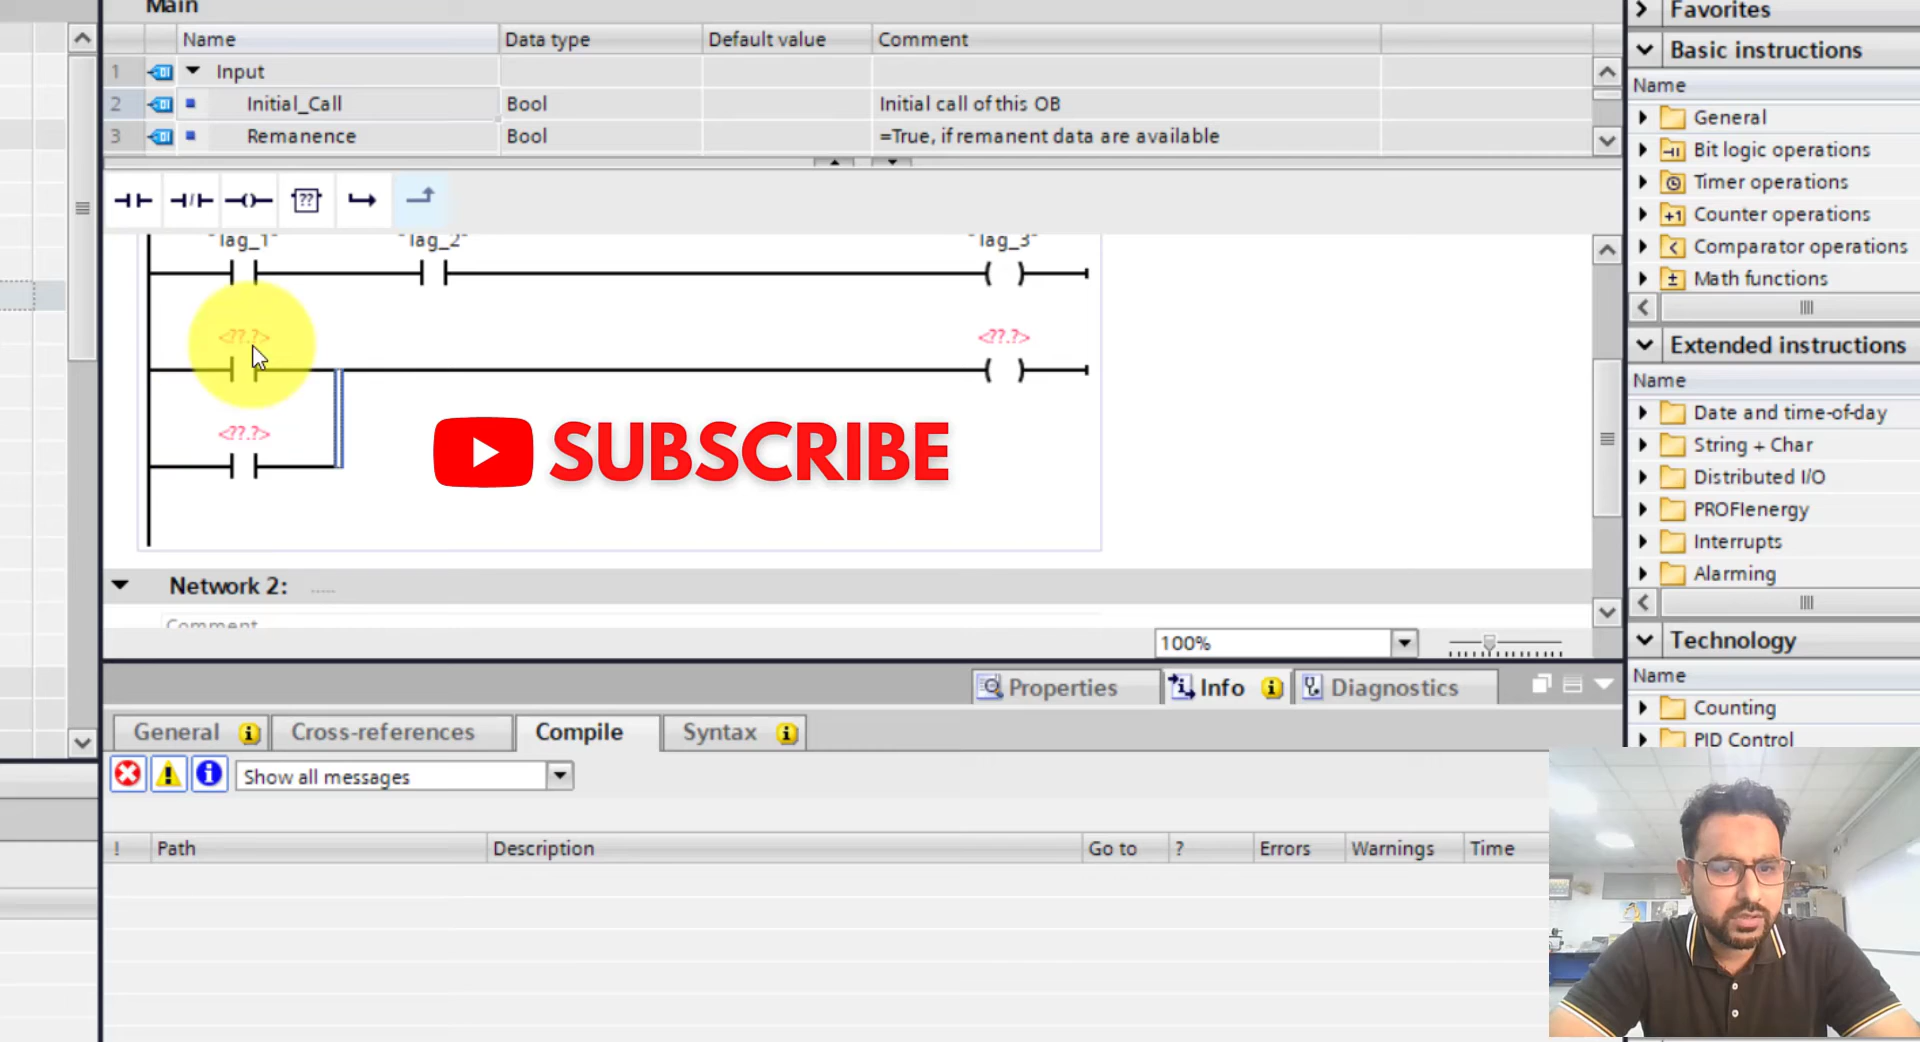 Main
Name Data type Default value Comment
1 Input
2 Initial_Call Bool Initial call of this OB
3 Remanence Bool =True, if remanent data are available
??
"Tag_1" "Tag_2" "Tag_3"
<??.?> <??.?>
<??.?>
SUBSCRIBE
Network 2: .....
Comment
100%
Properties Info Diagnostics
General Cross-references Compile Syntax
Show all messages
! Path Description Go to ? Errors Warnings Time
Favorites
Basic instructions
Name
General
Bit logic operations
Timer operations
Counter operations
Comparator operations
Math functions
Extended instructions
Name
Date and time-of-day
String + Char
Distributed I/O
PROFIenergy
Interrupts
Alarming
Technology
Name
Counting
PID Control